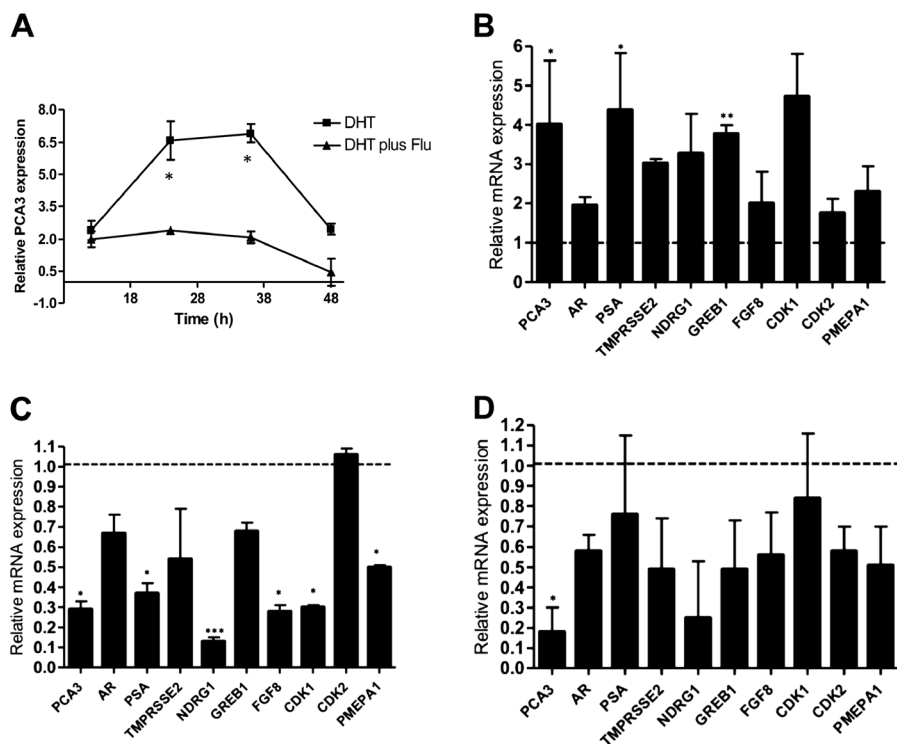 A
Relative PCA3 expression
8.0
6.5
5.0
3.5
2.0
0.5
-1.0
DHT
DHT plus Flu
*
*
18
28
38
48
Time (h)
B
Relative mRNA expression
6
5
4
3
2
1
0
*
*
**
PCA3
AR
PSA
TMPRSSE2
NDRG1
GREB1
FGF8
CDK1
CDK2
PMEPA1
C
Relative mRNA expression
1.1
1.0
0.9
0.8
0.7
0.6
0.5
0.4
0.3
0.2
0.1
0.0
*
*
***
*
*
*
PCA3
AR
PSA
TMPRSSE2
NDRG1
GREB1
FGF8
CDK1
CDK2
PMEPA1
D
Relative mRNA expression
1.2
1.1
1.0
0.9
0.8
0.7
0.6
0.5
0.4
0.3
0.2
0.1
0.0
*
PCA3
AR
PSA
TMPRSSE2
NDRG1
GREB1
FGF8
CDK1
CDK2
PMEPA1